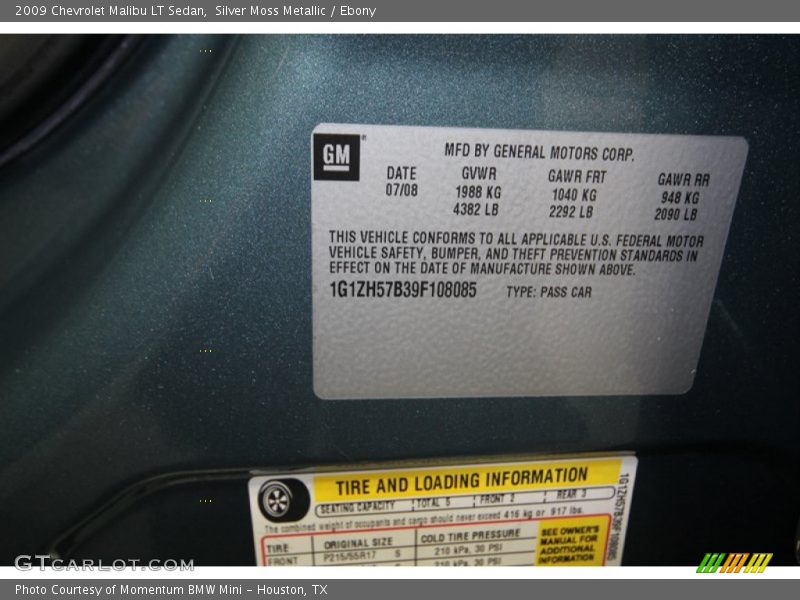 2009 Chevrolet Malibu LT Sedan, Silver Moss Metallic / Ebony
GM
MFD BY GENERAL MOTORS CORP.
DATE GVWR GAWR FRT GAWR RR
07/08 1988 KG 1040 KG 948 KG
4382 LB 2292 LB 2090 LB
THIS VEHICLE CONFORMS TO ALL APPLICABLE U.S. FEDERAL MOTOR
VEHICLE SAFETY, BUMPER, AND THEFT PREVENTION STANDARDS IN
EFFECT ON THE DATE OF MANUFACTURE SHOWN ABOVE.
1G1ZH57B39F108085 TYPE: PASS CAR
TIRE AND LOADING INFORMATION
SEATING CAPACITY TOTAL 5 FRONT 2 REAR 3
The combined weight of occupants and cargo should never exceed 416 kg or 917 lbs.
TIRE ORIGINAL SIZE COLD TIRE PRESSURE
FRONT P215/55R17 S 210 kPa, 30 PSI
210 kPa, 30 PSI
SEE OWNER'S
MANUAL FOR
ADDITIONAL
INFORMATION
1G1ZH57B39F108085
GTcarlot.com
Photo Courtesy of Momentum BMW Mini - Houston, TX